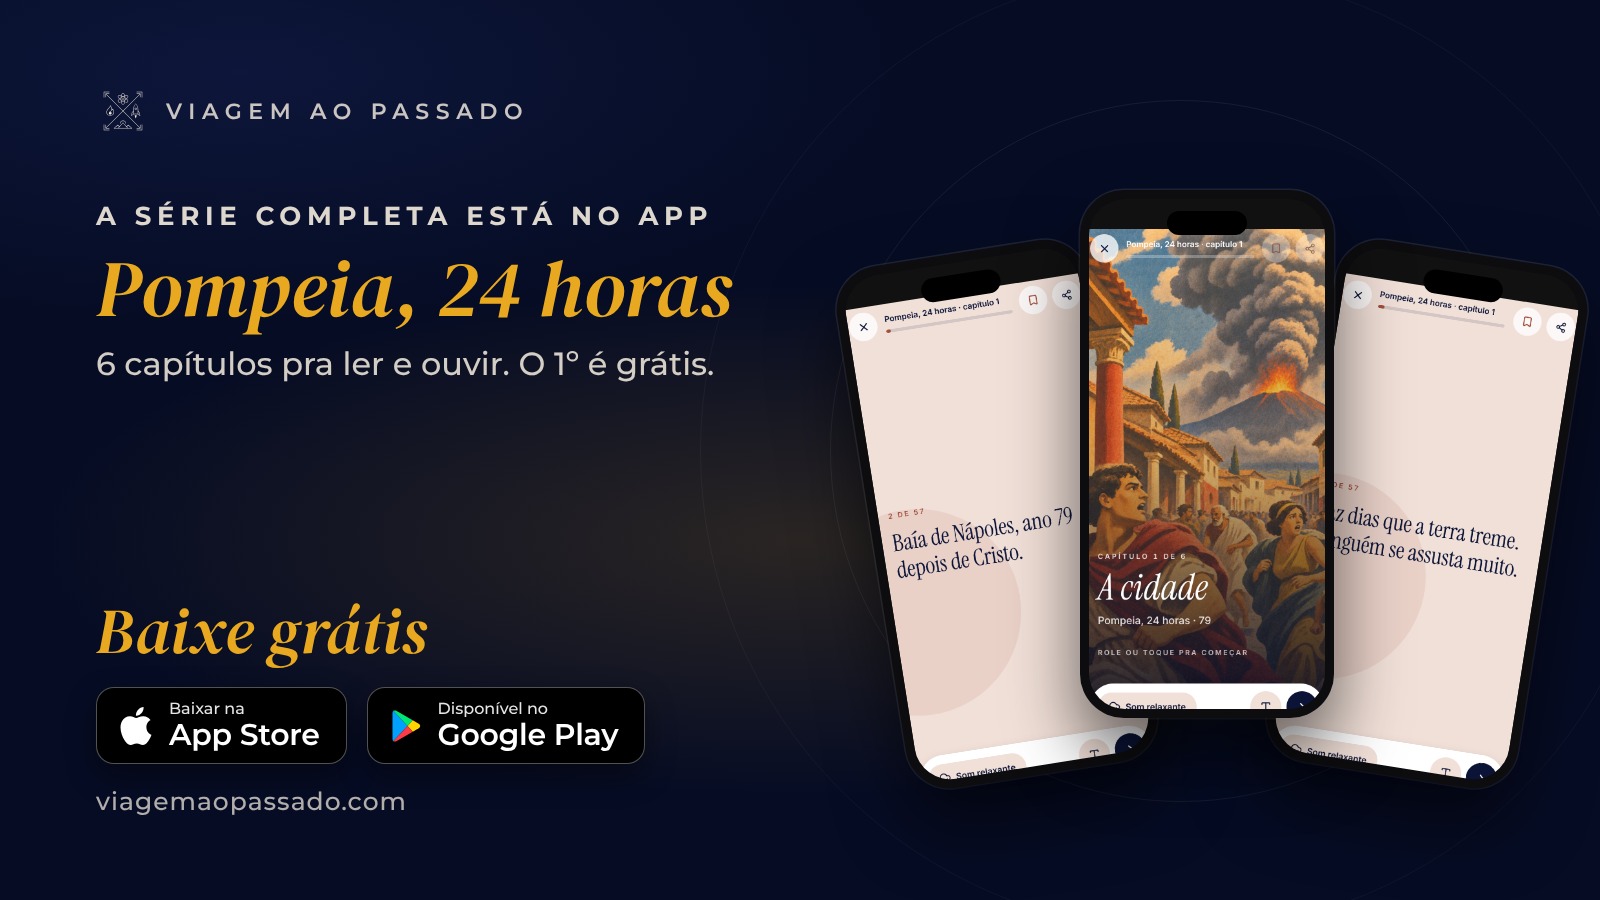 VIAGEM AO PASSADO
A SÉRIE COMPLETA ESTÁ NO APP
Pompeia, 24 horas
6 capítulos pra ler e ouvir. O 1º é grátis.
Baixe grátis
Baixar na
App Store
Disponível no
Google Play
viagemaopassado.com
Pompeia, 24 horas · capítulo 1
2 DE 57
Baía de Nápoles, ano 79
depois de Cristo.
Som relaxante
Pompeia, 24 horas · capítulo 1
CAPÍTULO 1 DE 6
A cidade
Pompeia, 24 horas · 79
ROLE OU TOQUE PRA COMEÇAR
Som relaxante
Pompeia, 24 horas · capítulo 1
DE 57
dias que a terra treme.
se assusta muito.
Som relaxante